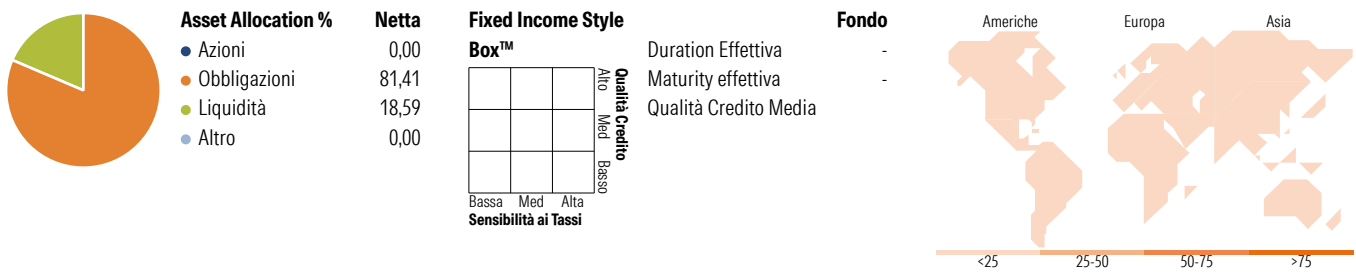 Asset Allocation % Netta
Azioni 0,00
Obbligazioni 81,41
Liquidità 18,59
Altro 0,00
Fixed Income Style Box™ Fondo
Alto Med Basso
Qualità Credito
Bassa Med Alta
Sensibilità ai Tassi
Duration Effettiva -
Maturity effettiva -
Qualità Credito Media
Americhe Europa Asia
<25 25-50 50-75 >75